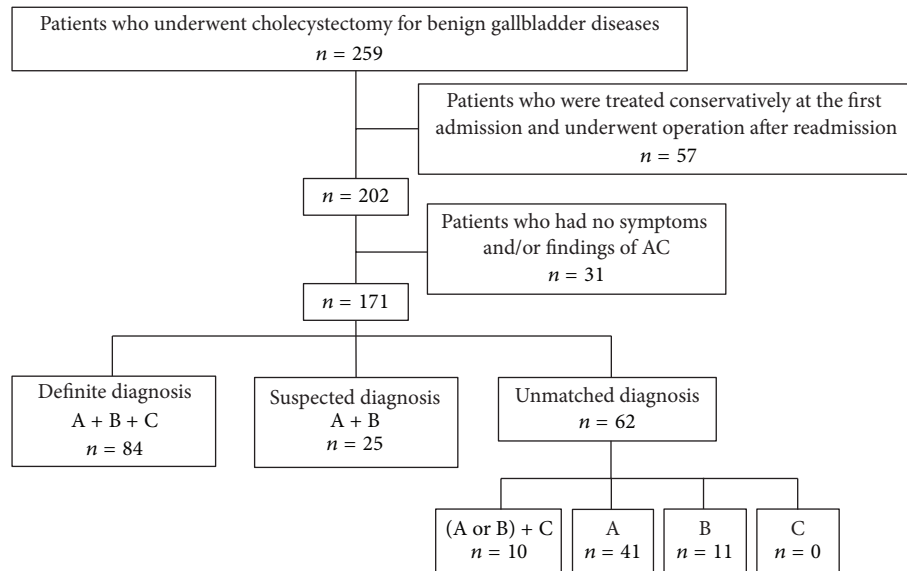 Patients who underwent cholecystectomy for benign gallbladder diseases
n = 259
Patients who were treated conservatively at the first
admission and underwent operation after readmission
n = 57
n = 202
Patients who had no symptoms
and/or findings of AC
n = 31
n = 171
Definite diagnosis
A + B + C
n = 84
Suspected diagnosis
A + B
n = 25
Unmatched diagnosis
n = 62
(A or B) + C
n = 10
A
n = 41
B
n = 11
C
n = 0